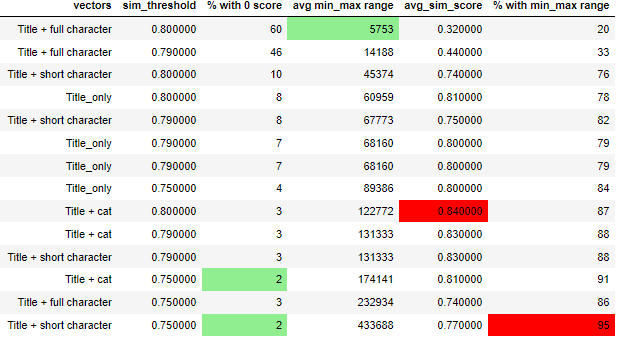 vectors sim_threshold % with 0 score avg min_max range avg_sim_score % with min_max range
Title + full character 0.800000 60 5753 0.320000 20
Title + full character 0.790000 46 14188 0.440000 33
Title + short character 0.800000 10 45374 0.740000 76
Title_only 0.800000 8 60959 0.810000 78
Title + short character 0.790000 8 67773 0.750000 82
Title_only 0.790000 7 68160 0.800000 79
Title_only 0.790000 7 68160 0.800000 79
Title_only 0.750000 4 89386 0.800000 84
Title + cat 0.800000 3 122772 0.840000 87
Title + cat 0.790000 3 131333 0.830000 88
Title + short character 0.790000 3 131333 0.830000 88
Title + cat 0.750000 2 174141 0.810000 91
Title + full character 0.750000 3 232934 0.740000 86
Title + short character 0.750000 2 433688 0.770000 95